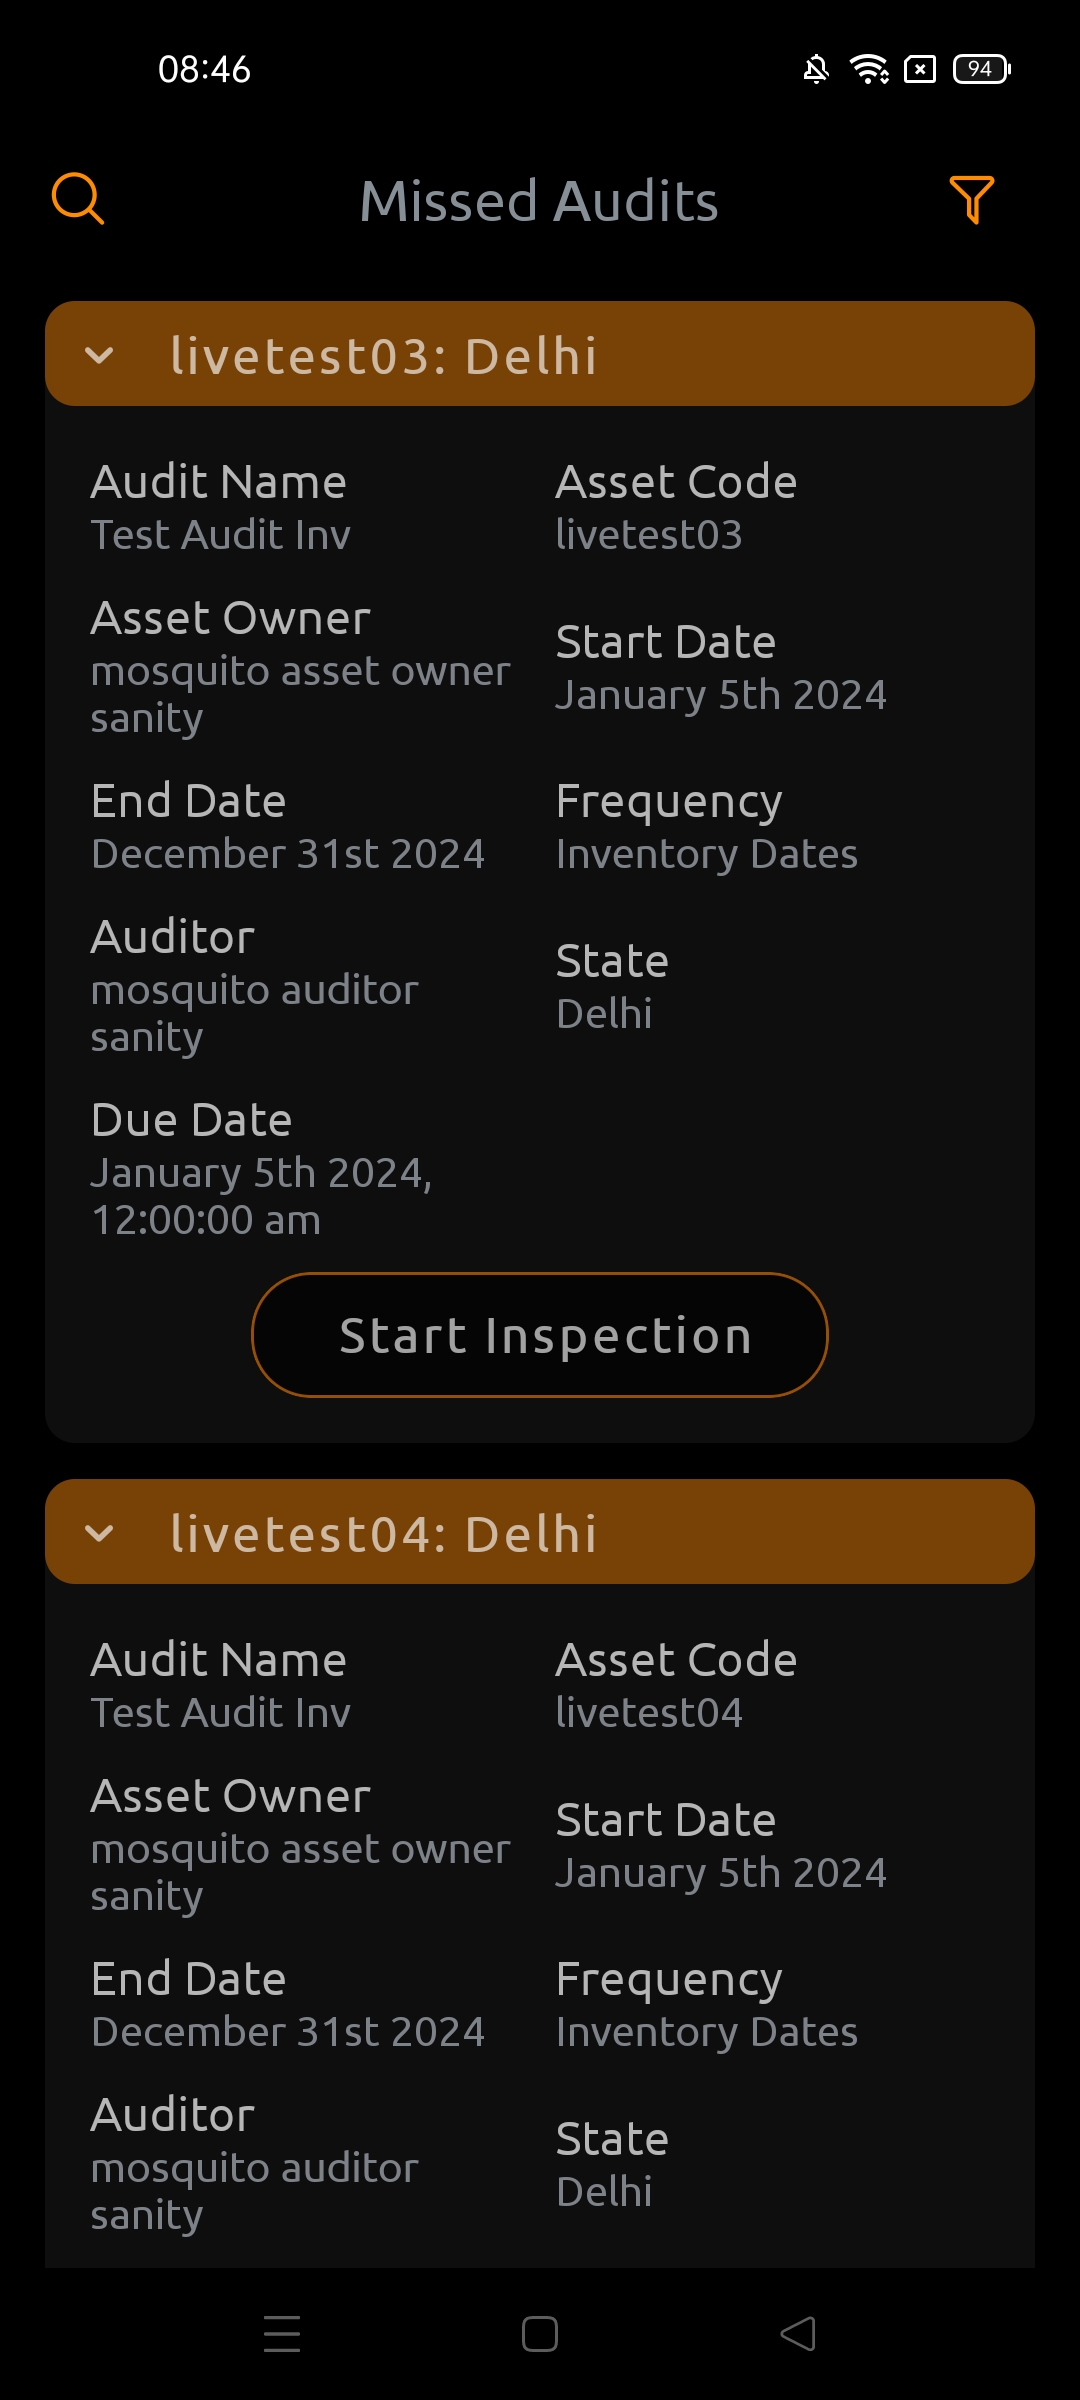 08:46
94
Missed Audits
livetest03: Delhi
Audit Name
Test Audit Inv
Asset Code
livetest03
Asset Owner
mosquito asset owner
sanity
Start Date
January 5th 2024
End Date
December 31st 2024
Frequency
Inventory Dates
Auditor
mosquito auditor
sanity
State
Delhi
Due Date
January 5th 2024,
12:00:00 am
Start Inspection
livetest04: Delhi
Audit Name
Test Audit Inv
Asset Code
livetest04
Asset Owner
mosquito asset owner
sanity
Start Date
January 5th 2024
End Date
December 31st 2024
Frequency
Inventory Dates
Auditor
mosquito auditor
sanity
State
Delhi